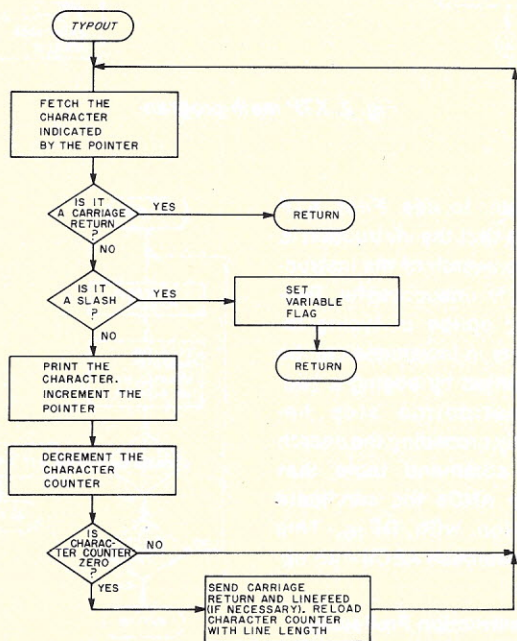 TYPOUT
FETCH THE
CHARACTER
INDICATED
BY THE POINTER
IS IT
A CARRIAGE
RETURN
?
YES
RETURN
NO
IS IT
A SLASH
?
YES
SET
VARIABLE
FLAG
RETURN
NO
PRINT THE
CHARACTER.
INCREMENT THE
POINTER
DECREMENT THE
CHARACTER
COUNTER
IS
CHARAC-
TER COUNTER
ZERO
?
NO
YES
SEND CARRIAGE
RETURN AND LINEFEED
(IF NECESSARY). RELOAD
CHARACTER COUNTER
WITH LINE LENGTH